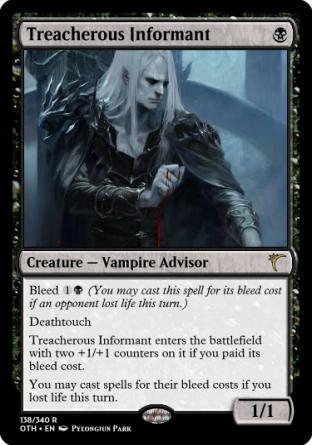 Treacherous Informant
Creature — Vampire Advisor
Bleed 1 (You may cast this spell for its bleed cost
if an opponent lost life this turn.)
Deathtouch
Treacherous Informant enters the battlefield
with two +1/+1 counters on it if you paid its
bleed cost.
You may cast spells for their bleed costs if you
lost life this turn.
1/1
138/340 R
OTH • EN Pyeongjun Park